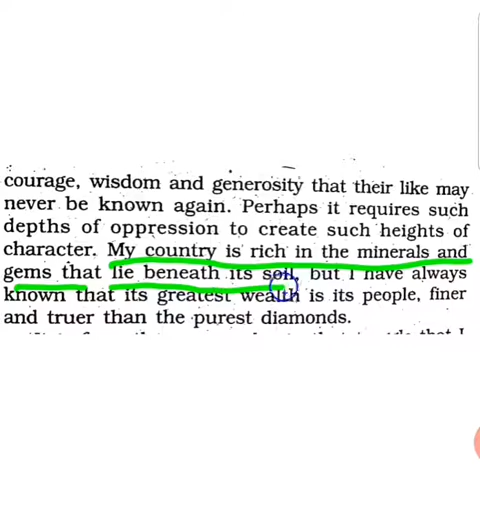 courage, wisdom and generosity that their like may
never be known again. Perhaps it requires such
depths of oppression to create such heights of
character. My country is rich in the minerals and
gems that lie beneath its soil, but I have always
known that its greatest wealth is its people, finer
and truer than the purest diamonds.
that I